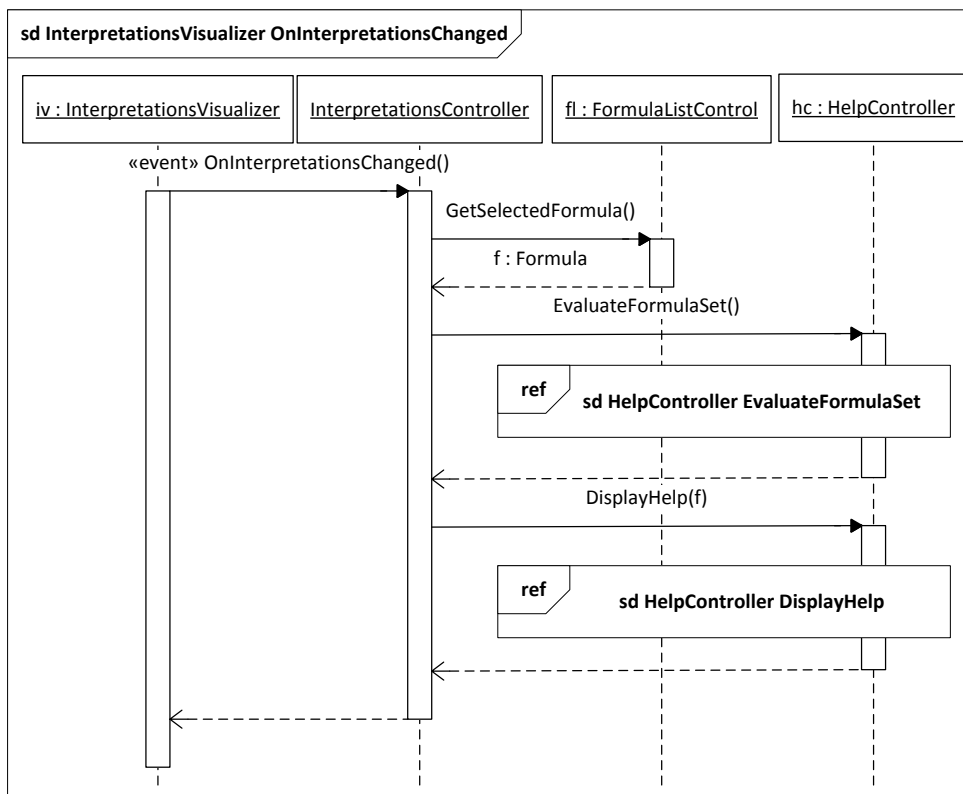 sd InterpretationsVisualizer OnInterpretationsChanged
iv : InterpretationsVisualizer
InterpretationsController
fl : FormulaListControl
hc : HelpController
«event» OnInterpretationsChanged()
GetSelectedFormula()
f : Formula
EvaluateFormulaSet()
ref
sd HelpController EvaluateFormulaSet
DisplayHelp(f)
ref
sd HelpController DisplayHelp